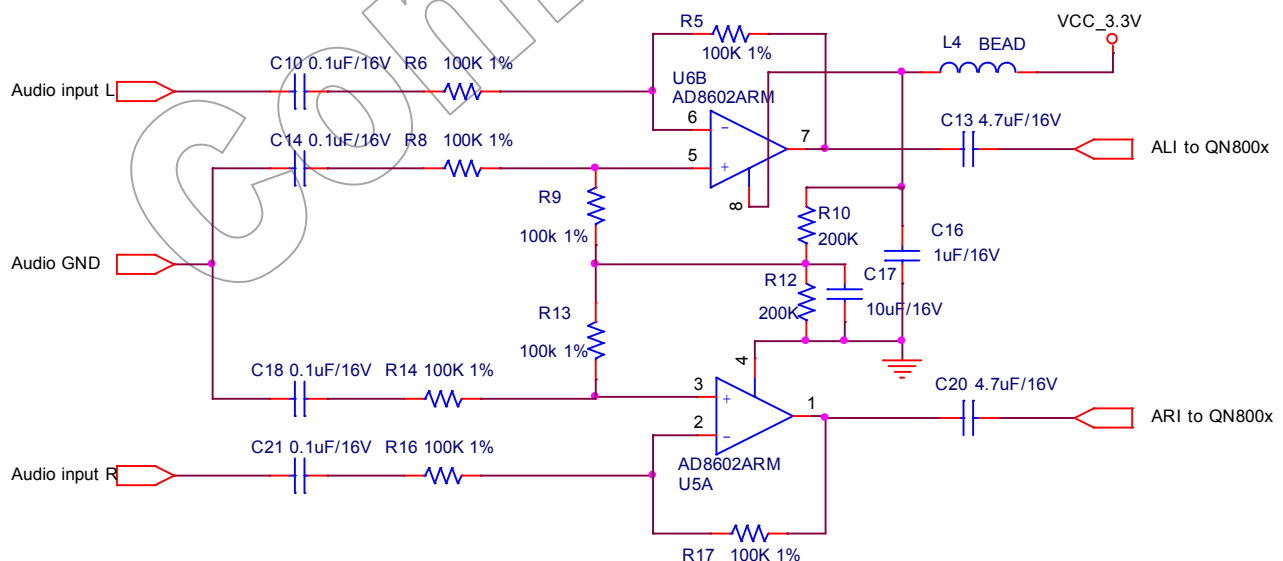 VCC_3.3V
R5
100K 1%
L4 BEAD
C10 0.1uF/16V R6 100K 1%
U6B
AD8602ARM
Audio input L
6
7
C13 4.7uF/16V
C14 0.1uF/16V R8 100K 1%
5
ALI to QN800x
8
R9
100k 1%
R10
200K
C16
1uF/16V
Audio GND
R12
200K
C17
10uF/16V
R13
100k 1%
4
C18 0.1uF/16V R14 100K 1%
3
1
C20 4.7uF/16V
ARI to QN800x
2
C21 0.1uF/16V R16 100K 1%
AD8602ARM
U5A
Audio input R
R17 100K 1%